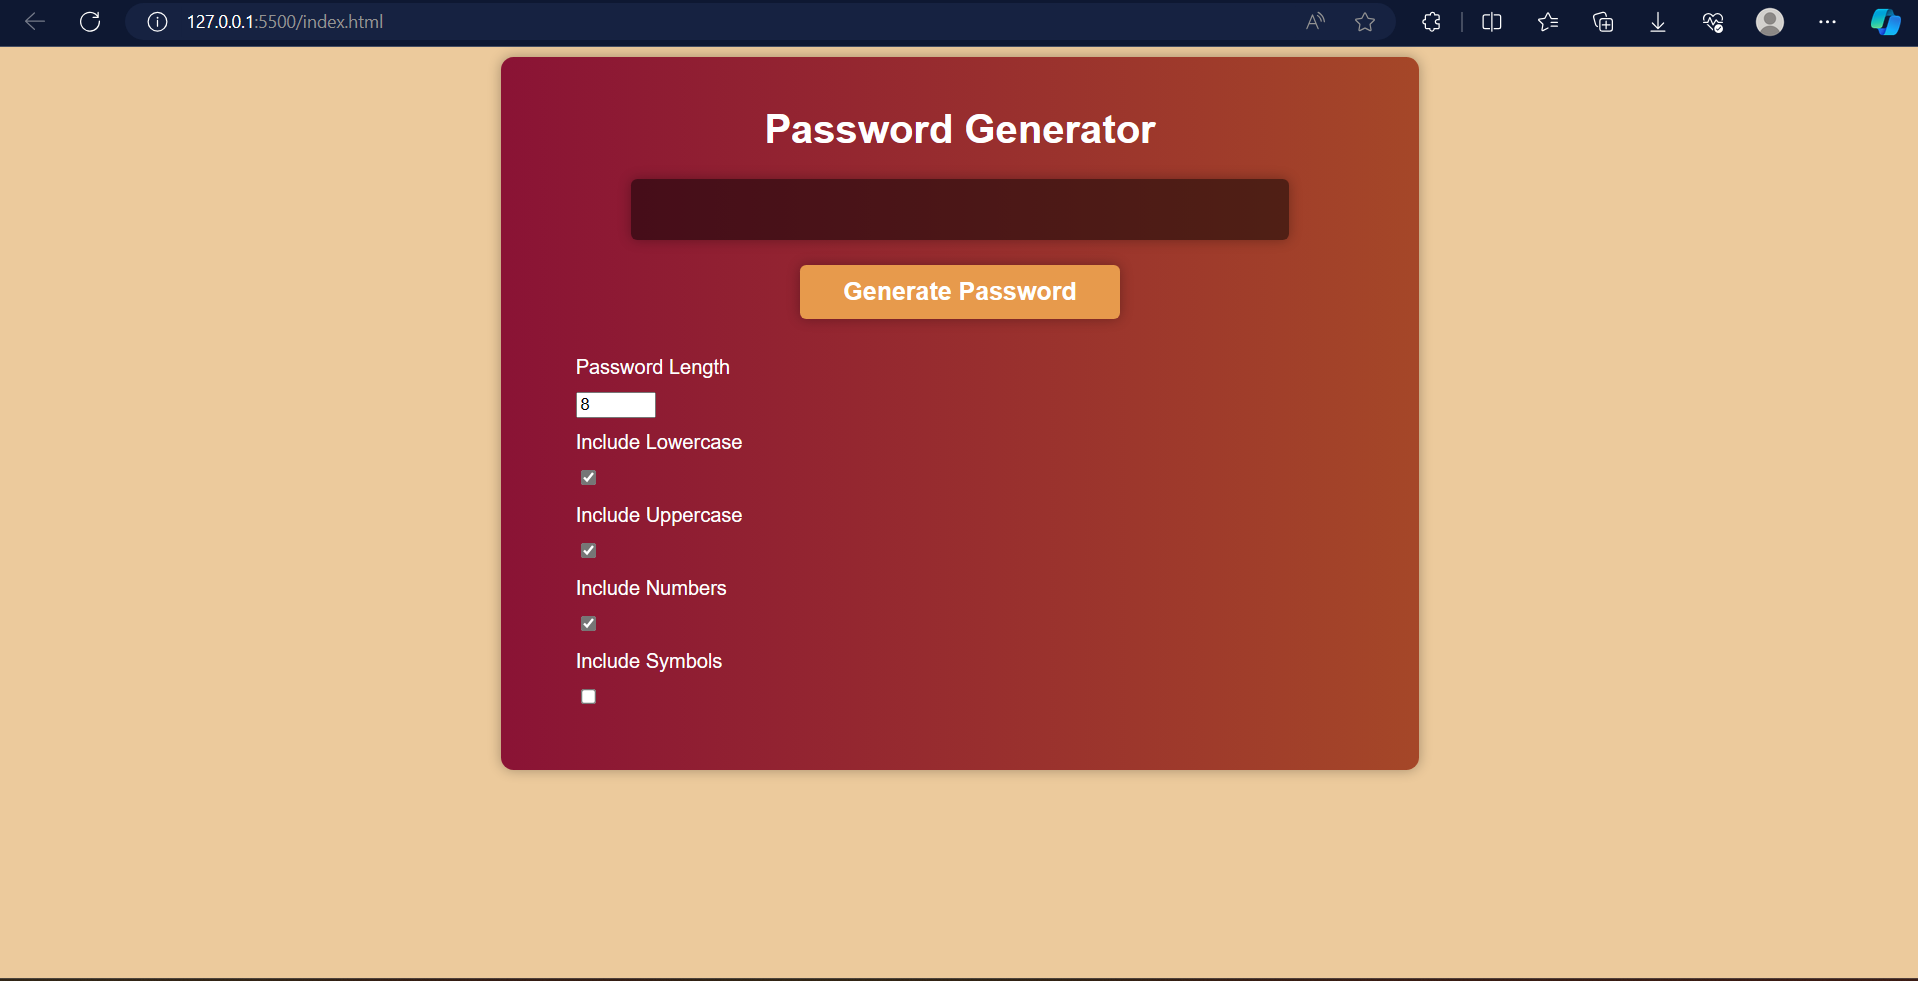 127.0.0.1:5500/index.html
Password Generator
Generate Password
Password Length
8
Include Lowercase
Include Uppercase
Include Numbers
Include Symbols